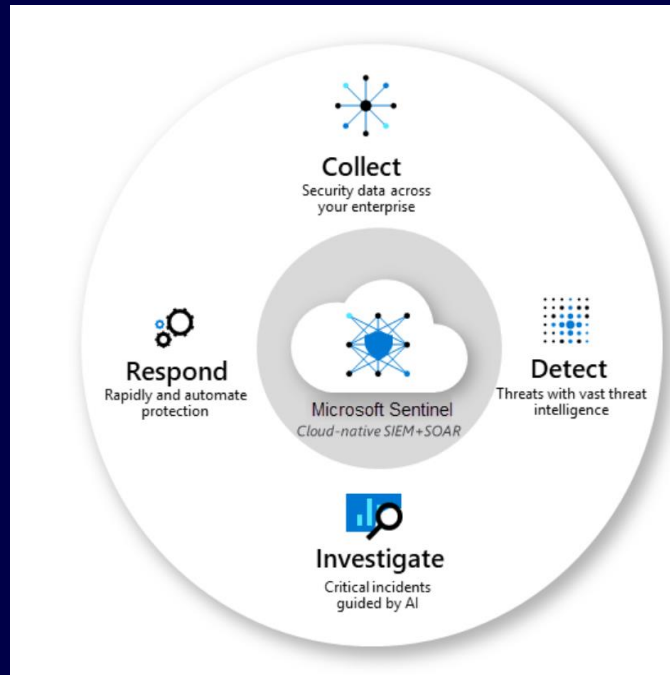 Collect
Security data across
your enterprise
Respond
Rapidly and automate
protection
Microsoft Sentinel
Cloud-native SIEM+SOAR
Detect
Threats with vast threat
intelligence
Investigate
Critical incidents
guided by AI